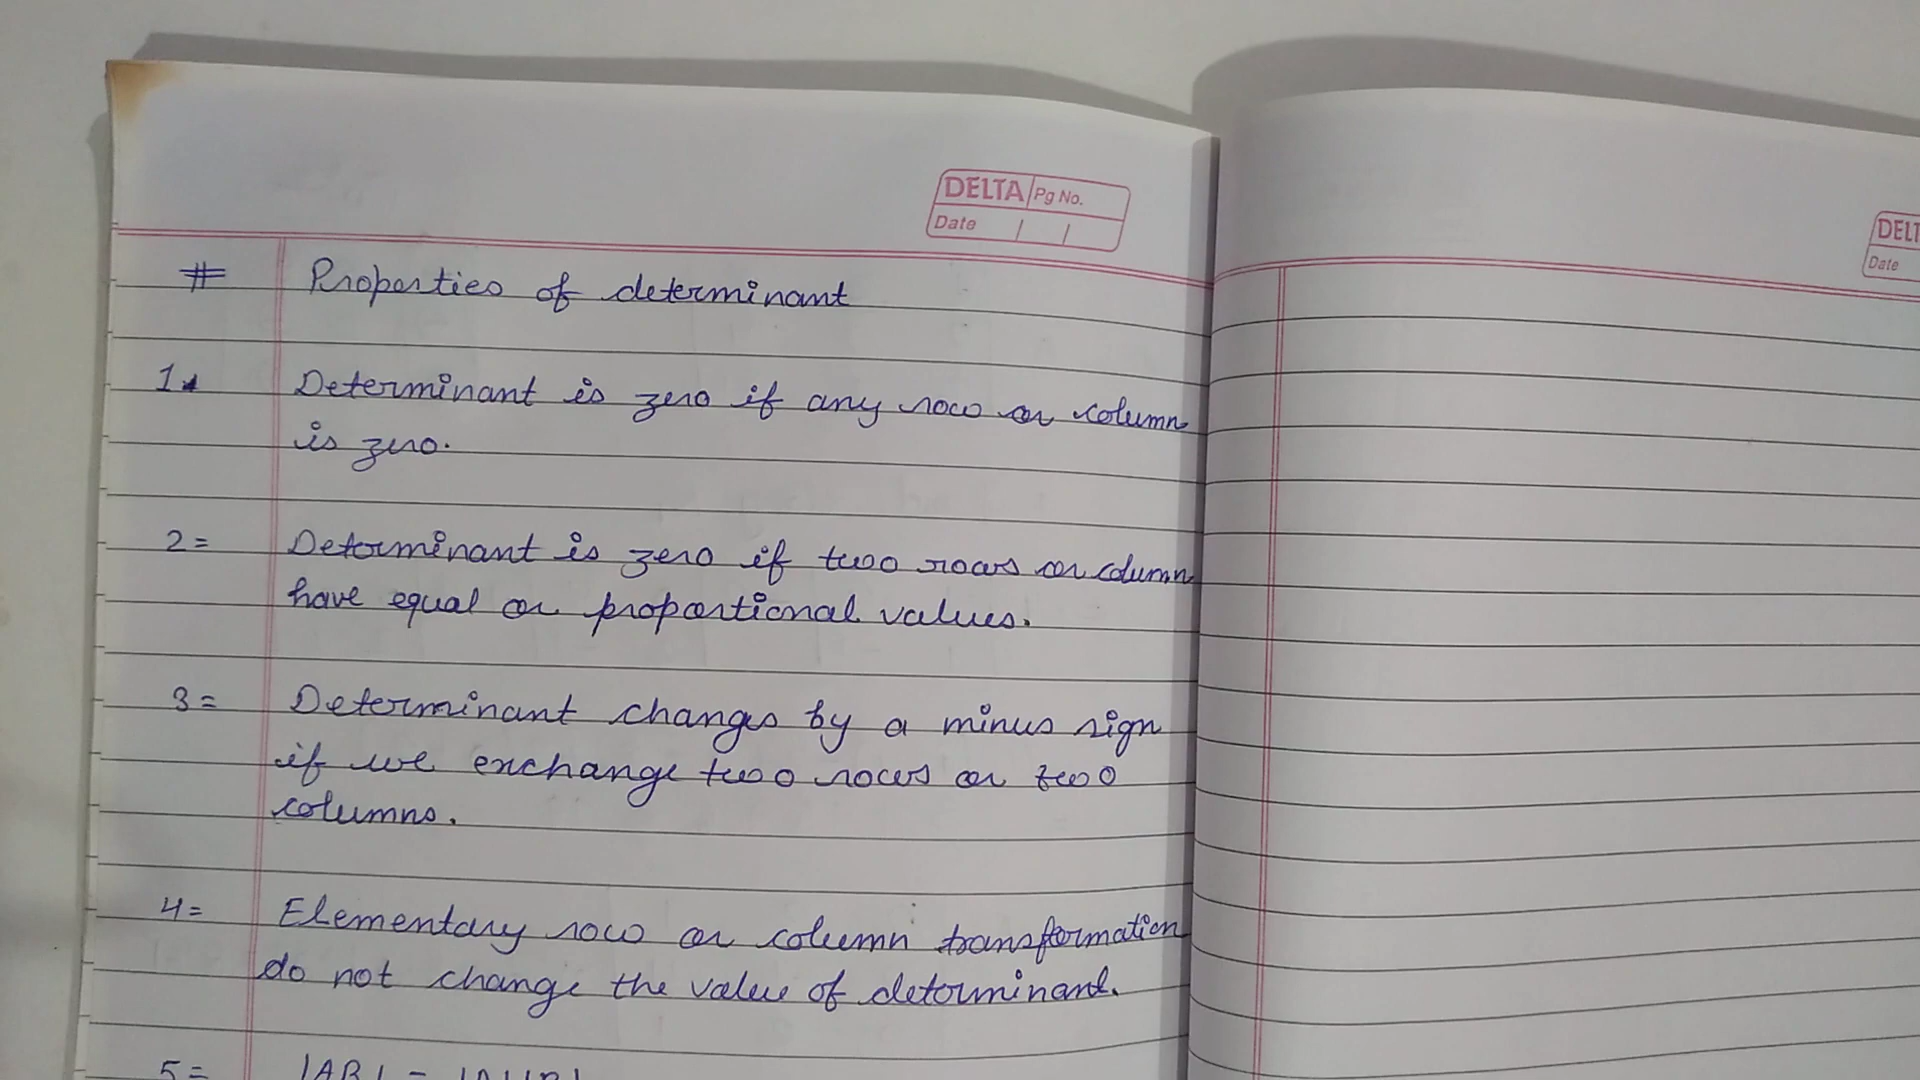 DELTA Pg No.
Date / /
DELT
Date
# Properties of determinant
1. Determinant is zero if any row or column
is zero.
2= Determinant is zero if two rows or column
have equal or proportional values.
3= Determinant changes by a minus sign
if we exchange two rows or two
columns.
4= Elementary row or column transformation
do not change the value of determinant.
5= |AB| = |A||B|